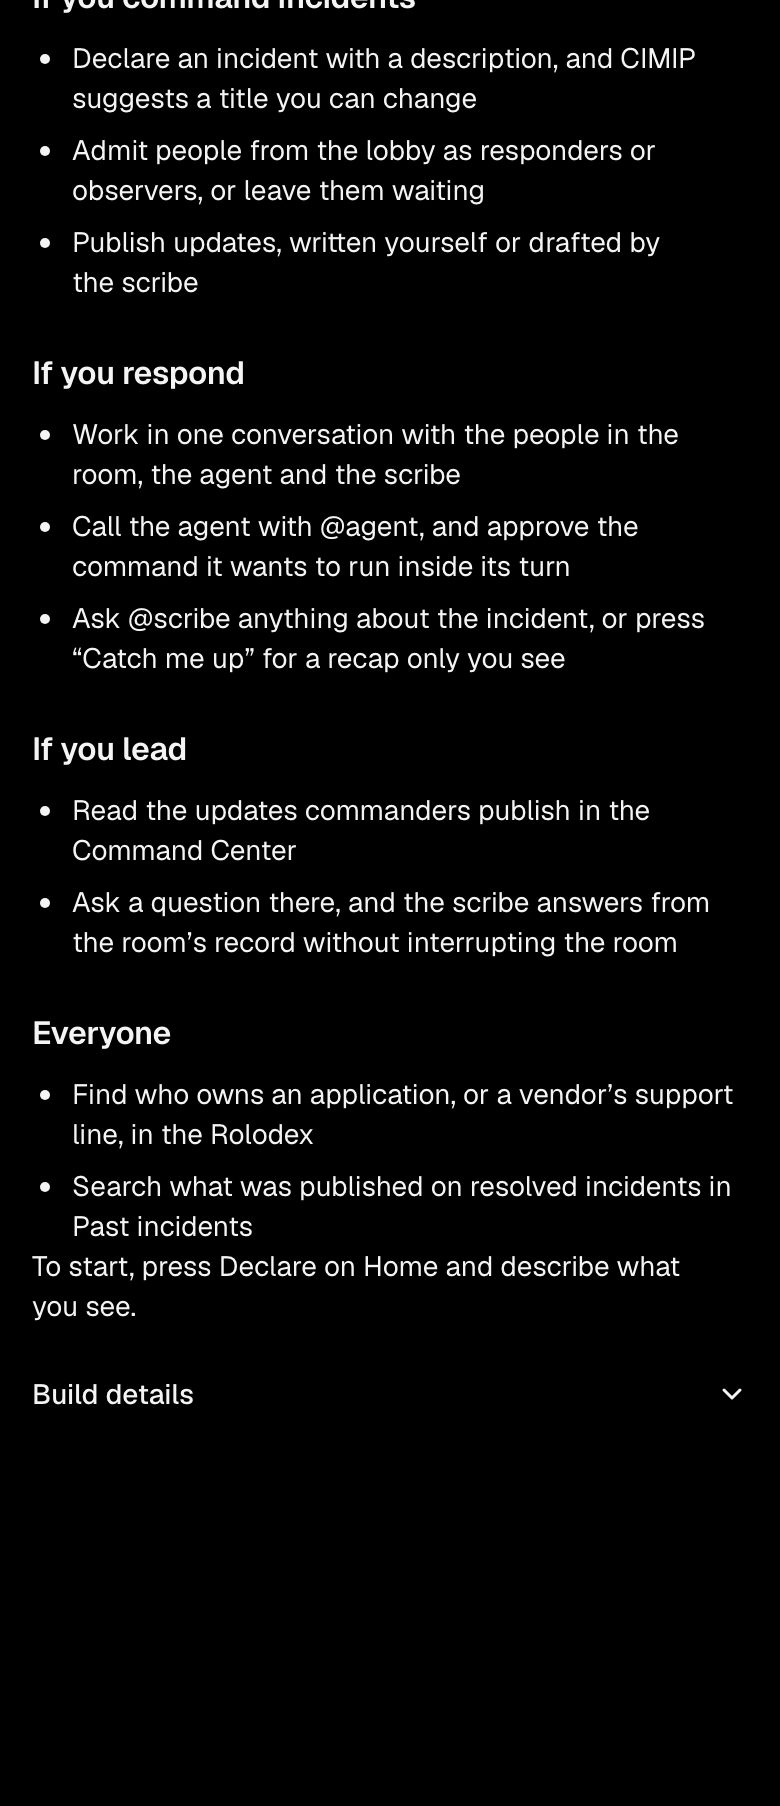 If you command incidents
Declare an incident with a description, and CIMIP
suggests a title you can change
Admit people from the lobby as responders or
observers, or leave them waiting
Publish updates, written yourself or drafted by
the scribe
If you respond
Work in one conversation with the people in the
room, the agent and the scribe
Call the agent with @agent, and approve the
command it wants to run inside its turn
Ask @scribe anything about the incident, or press
“Catch me up” for a recap only you see
If you lead
Read the updates commanders publish in the
Command Center
Ask a question there, and the scribe answers from
the room’s record without interrupting the room
Everyone
Find who owns an application, or a vendor’s support
line, in the Rolodex
Search what was published on resolved incidents in
Past incidents
To start, press Declare on Home and describe what
you see.
Build details